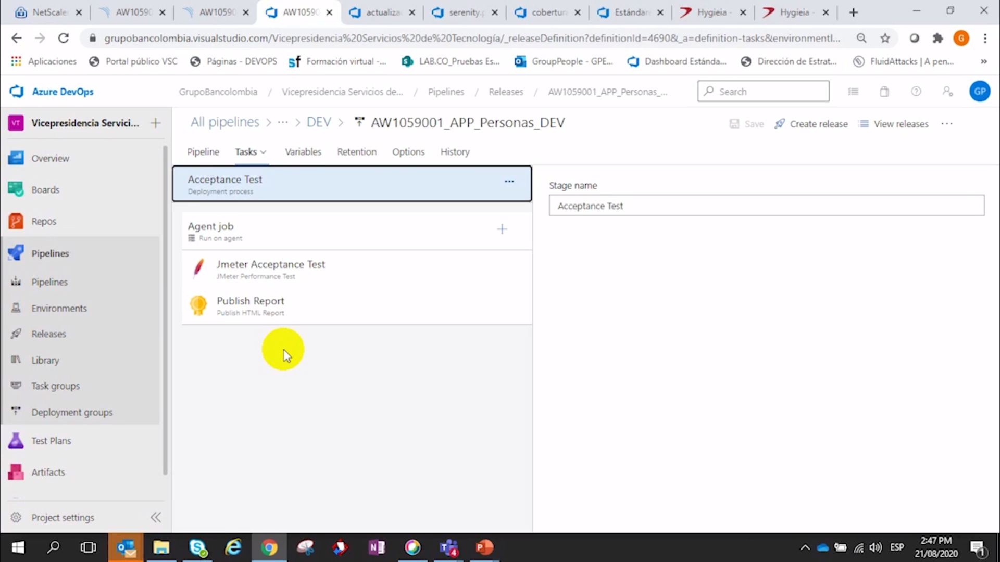 NetScale
AW1059(
AW1059(
AW1059(
actualiza
serenity.p
cobertura
Estándar
Hygieia -
Hygieia -
grupobancolombia.visualstudio.com/Vicepresidencia%20Servicios%20de%20Tecnología/_releaseDefinition?definitionId=4690&_a=definition-tasks&environmentI...
G
Aplicaciones
Portal público VSC
Páginas - DEVOPS
Formación virtual -...
LAB.CO_Pruebas Es...
GroupPeople - GPE...
Dashboard Estánda...
Dirección de Estrat...
FluidAttacks | A pen...
»
Azure DevOps
GrupoBancolombia / Vicepresidencia Servicios de... / Pipelines / Releases / AW1059001_APP_Personas_...
Search
GP
VT Vicepresidencia Servici... +
All pipelines > ... > DEV > AW1059001_APP_Personas_DEV
Save
Create release
View releases
...
Pipeline
Tasks
Variables
Retention
Options
History
Overview
Boards
Repos
Pipelines
Pipelines
Environments
Releases
Library
Task groups
Deployment groups
Test Plans
Artifacts
Project settings
Acceptance Test
Deployment process
Agent job
Run on agent
Jmeter Acceptance Test
JMeter Performance Test
Publish Report
Publish HTML Report
Stage name
Acceptance Test
4
ESP
2:47 PM
21/08/2020
1